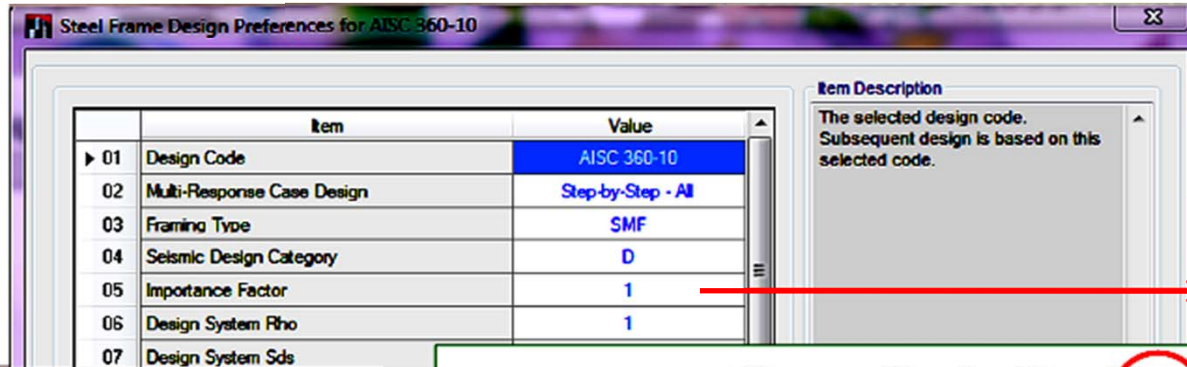 Steel Frame Design Preferences for AISC 360-10
Item Value
01 Design Code AISC 360-10
02 Multi-Response Case Design Step-by-Step - All
03 Framing Type SMF
04 Seismic Design Category D
05 Importance Factor 1
06 Design System Rho 1
07 Design System Sds
Item Description
The selected design code.
Subsequent design is based on this
selected code.